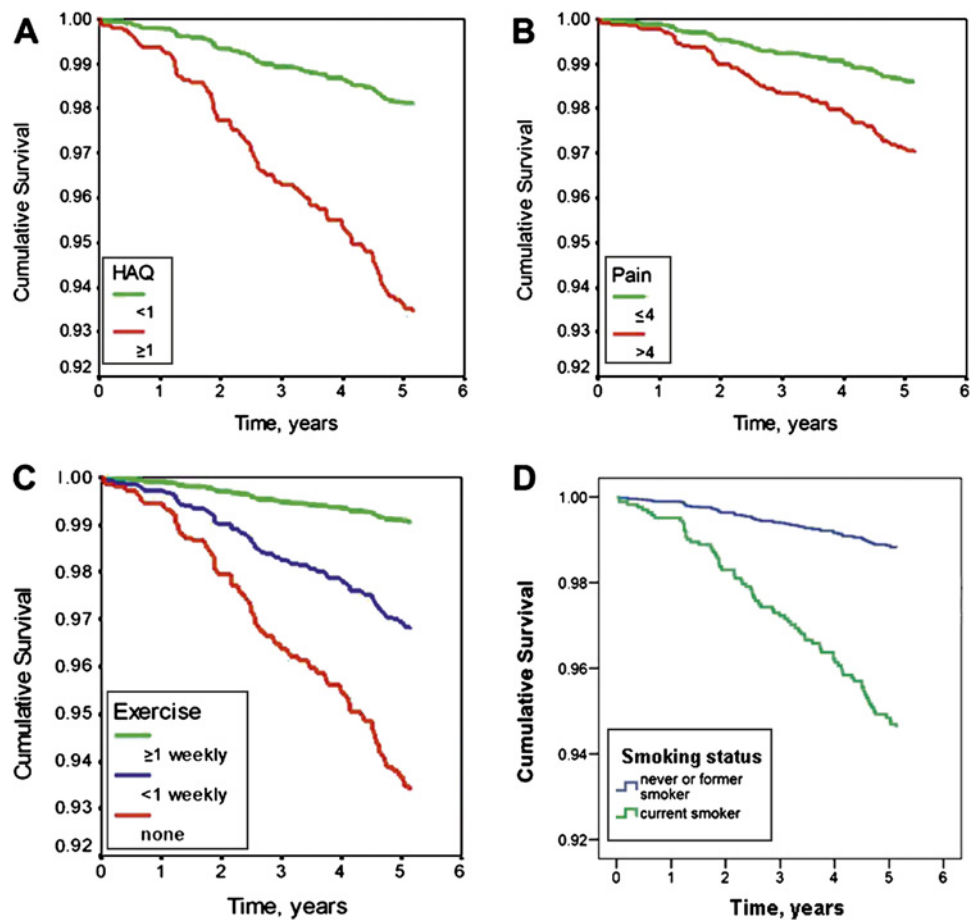 A
1.00
0.99
0.98
0.97
0.96
0.95
0.94
0.93
0.92
Cumulative Survival
HAQ
<1
≥1
0 1 2 3 4 5 6
Time, years
B
1.00
0.99
0.98
0.97
0.96
0.95
0.94
0.93
0.92
Cumulative Survival
Pain
≤4
>4
0 1 2 3 4 5 6
Time, years
C
1.00
0.99
0.98
0.97
0.96
0.95
0.94
0.93
0.92
Cumulative Survival
Exercise
≥1 weekly
<1 weekly
none
0 1 2 3 4 5 6
Time, years
D
1.00
0.98
0.96
0.94
0.92
Cumulative Survival
Smoking status
never or former
smoker
current smoker
0 1 2 3 4 5 6
Time, years